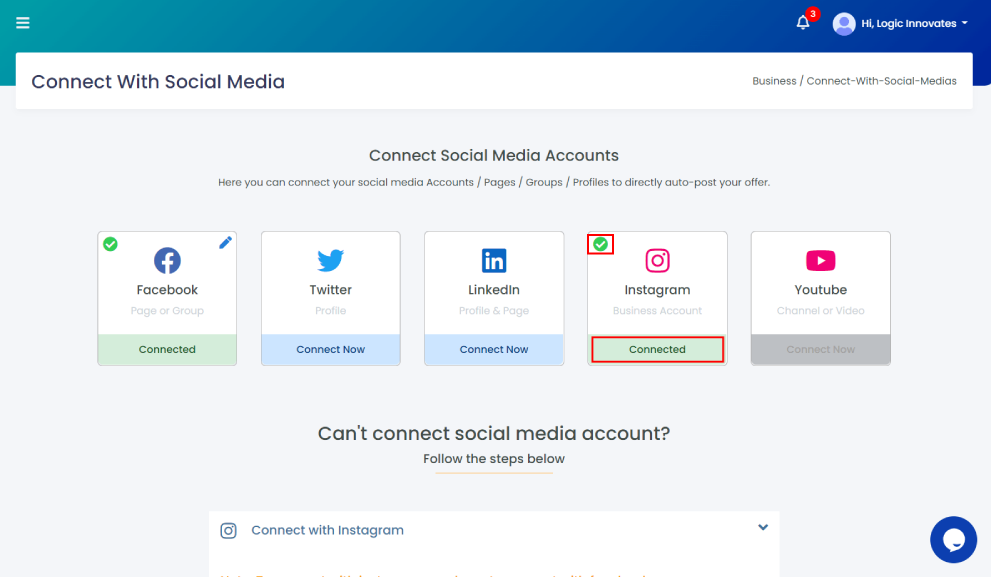 3
Hi, Logic Innovates
Connect With Social Media
Business / Connect-With-Social-Medias
Connect Social Media Accounts
Here you can connect your social media Accounts / Pages / Groups / Profiles to directly auto-post your offer.
Facebook
Page or Group
Connected
Twitter
Profile
Connect Now
LinkedIn
Profile & Page
Connect Now
Instagram
Business Account
Connected
Youtube
Channel or Video
Connect Now
Can't connect social media account?
Follow the steps below
Connect with Instagram